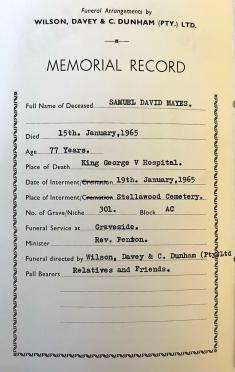 Funeral Arrangements by
WILSON, DAVEY & C. DUNHAM (PTY.) LTD.
MEMORIAL RECORD
Full Name of Deceased SAMUEL DAVID MAYES.
Died 15th. January,1965
Age 77 Years.
Place of Death King George V Hospital.
Date of Interment/Cremation 19th. January,1965
Place of Interment/Cremation Stellawood Cemetery.
No. of Grave/Niche 301. Block AC
Funeral Service at Graveside.
Minister Rev. Fenton.
Funeral directed by Wilson, Davey & C. Dunham (Pty)Ltd
Pall Bearers Relatives and Friends.